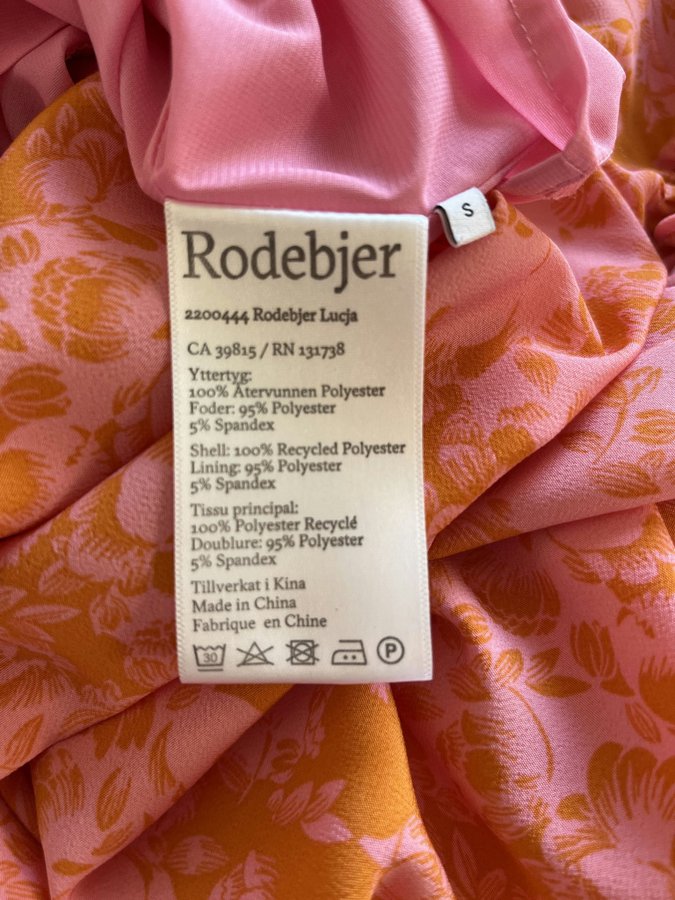 S
Rodebjer
2200444 Rodebjer Lucja
CA 39815 / RN 131738
Yttertyg:
100% Återvunnen Polyester
Foder: 95% Polyester
5% Spandex
Shell: 100% Recycled Polyester
Lining: 95% Polyester
5% Spandex
Tissu principal:
100% Polyester Recyclé
Doublure: 95% Polyester
5% Spandex
Tillverkat i Kina
Made in China
Fabrique en Chine
30 P